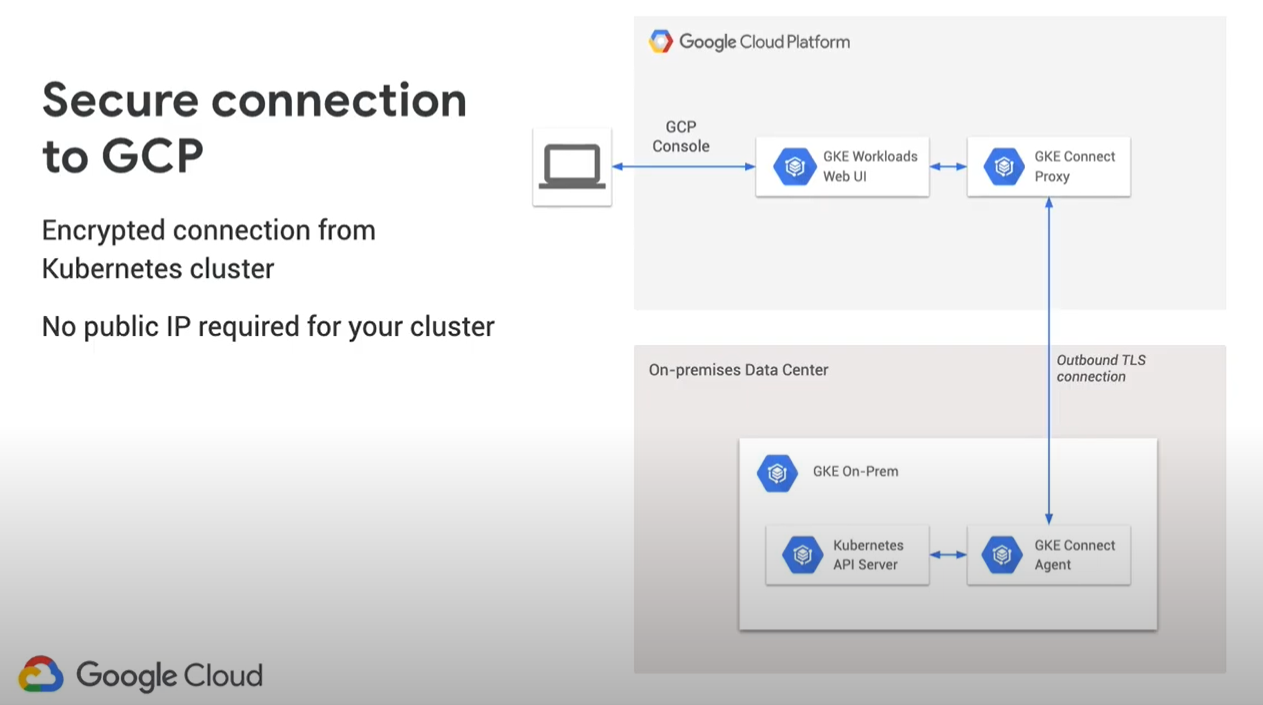 Secure connection
to GCP
Encrypted connection from
Kubernetes cluster
No public IP required for your cluster
Google Cloud Platform
GCP
Console
GKE Workloads
Web UI
GKE Connect
Proxy
Outbound TLS
connection
On-premises Data Center
GKE On-Prem
Kubernetes
API Server
GKE Connect
Agent
Google Cloud